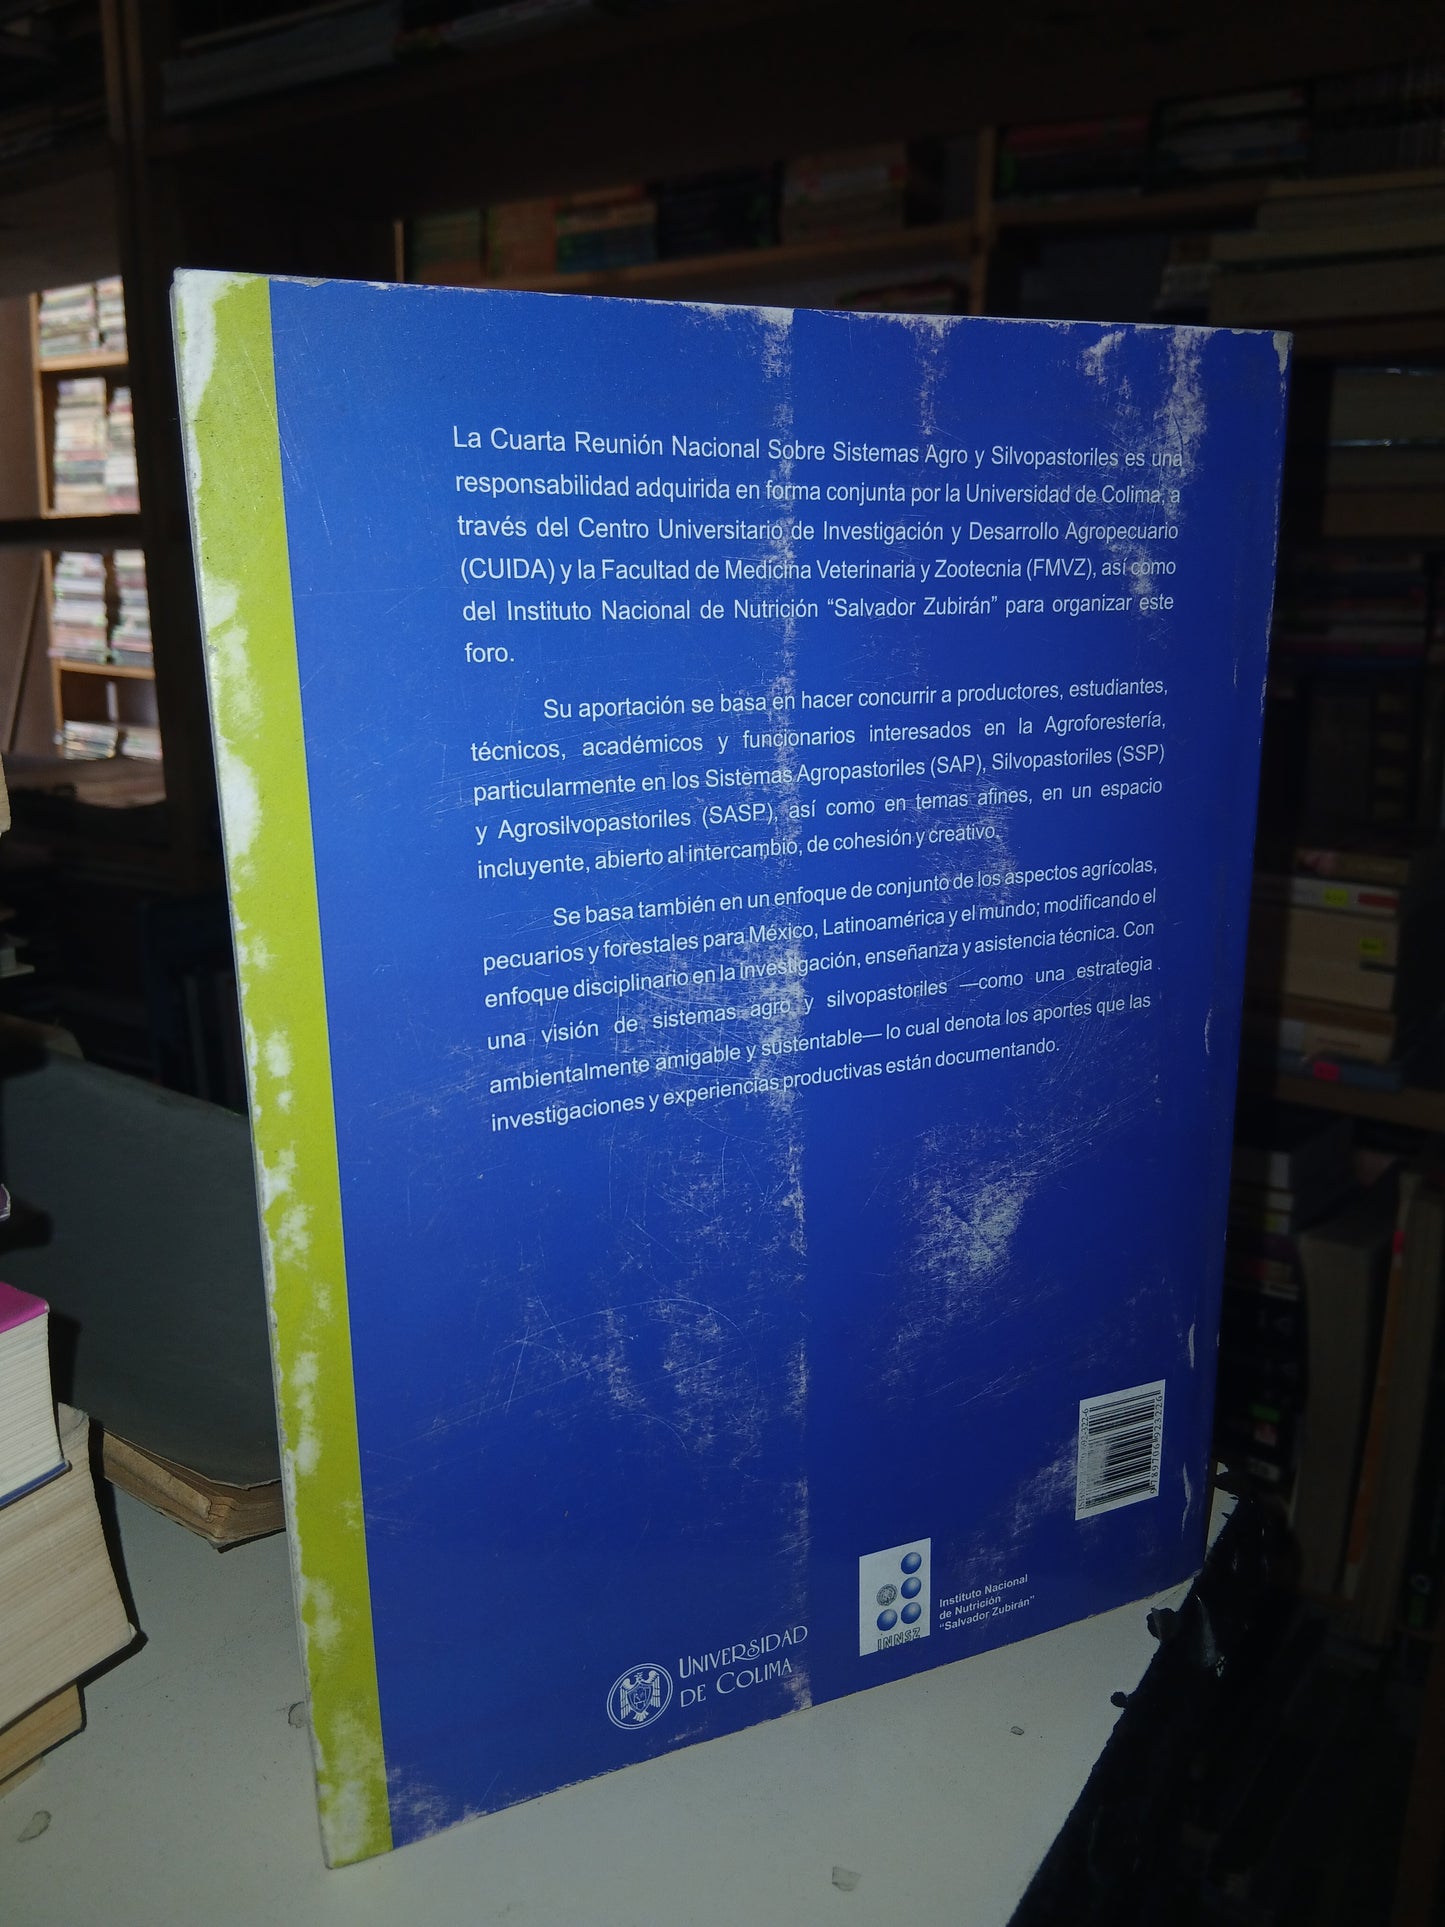 La Cuarta Reunión Nacional Sobre Sistemas Agro y Silvopastoriles es una
responsabilidad adquirida en forma conjunta por la Universidad de Colima, a
través del Centro Universitario de Investigación y Desarrollo Agropecuario
(CUIDA) y la Facultad de Medicina Veterinaria y Zootecnia (FMVZ), así como
del Instituto Nacional de Nutrición “Salvador Zubirán” para organizar este
foro.
Su aportación se basa en hacer concurrir a productores, estudiantes,
técnicos, académicos y funcionarios interesados en la Agroforestería,
particularmente en los Sistemas Agropastoriles (SAP), Silvopastoriles (SSP)
y Agrosilvopastoriles (SASP), así como en temas afines, en un espacio
incluyente, abierto al intercambio, de cohesión y creativo.
Se basa también en un enfoque de conjunto de los aspectos agrícolas,
pecuarios y forestales para México, Latinoamérica y el mundo; modificando el
enfoque disciplinario en la investigación, enseñanza y asistencia técnica. Con
una visión de sistemas agro y silvopastoriles —como una estrategia
ambientalmente amigable y sustentable— lo cual denota los aportes que las
investigaciones y experiencias productivas están documentando.
9789706923226
INNSZ
Instituto Nacional
de Nutrición
“Salvador Zubirán”
UNIVERSIDAD
DE COLIMA